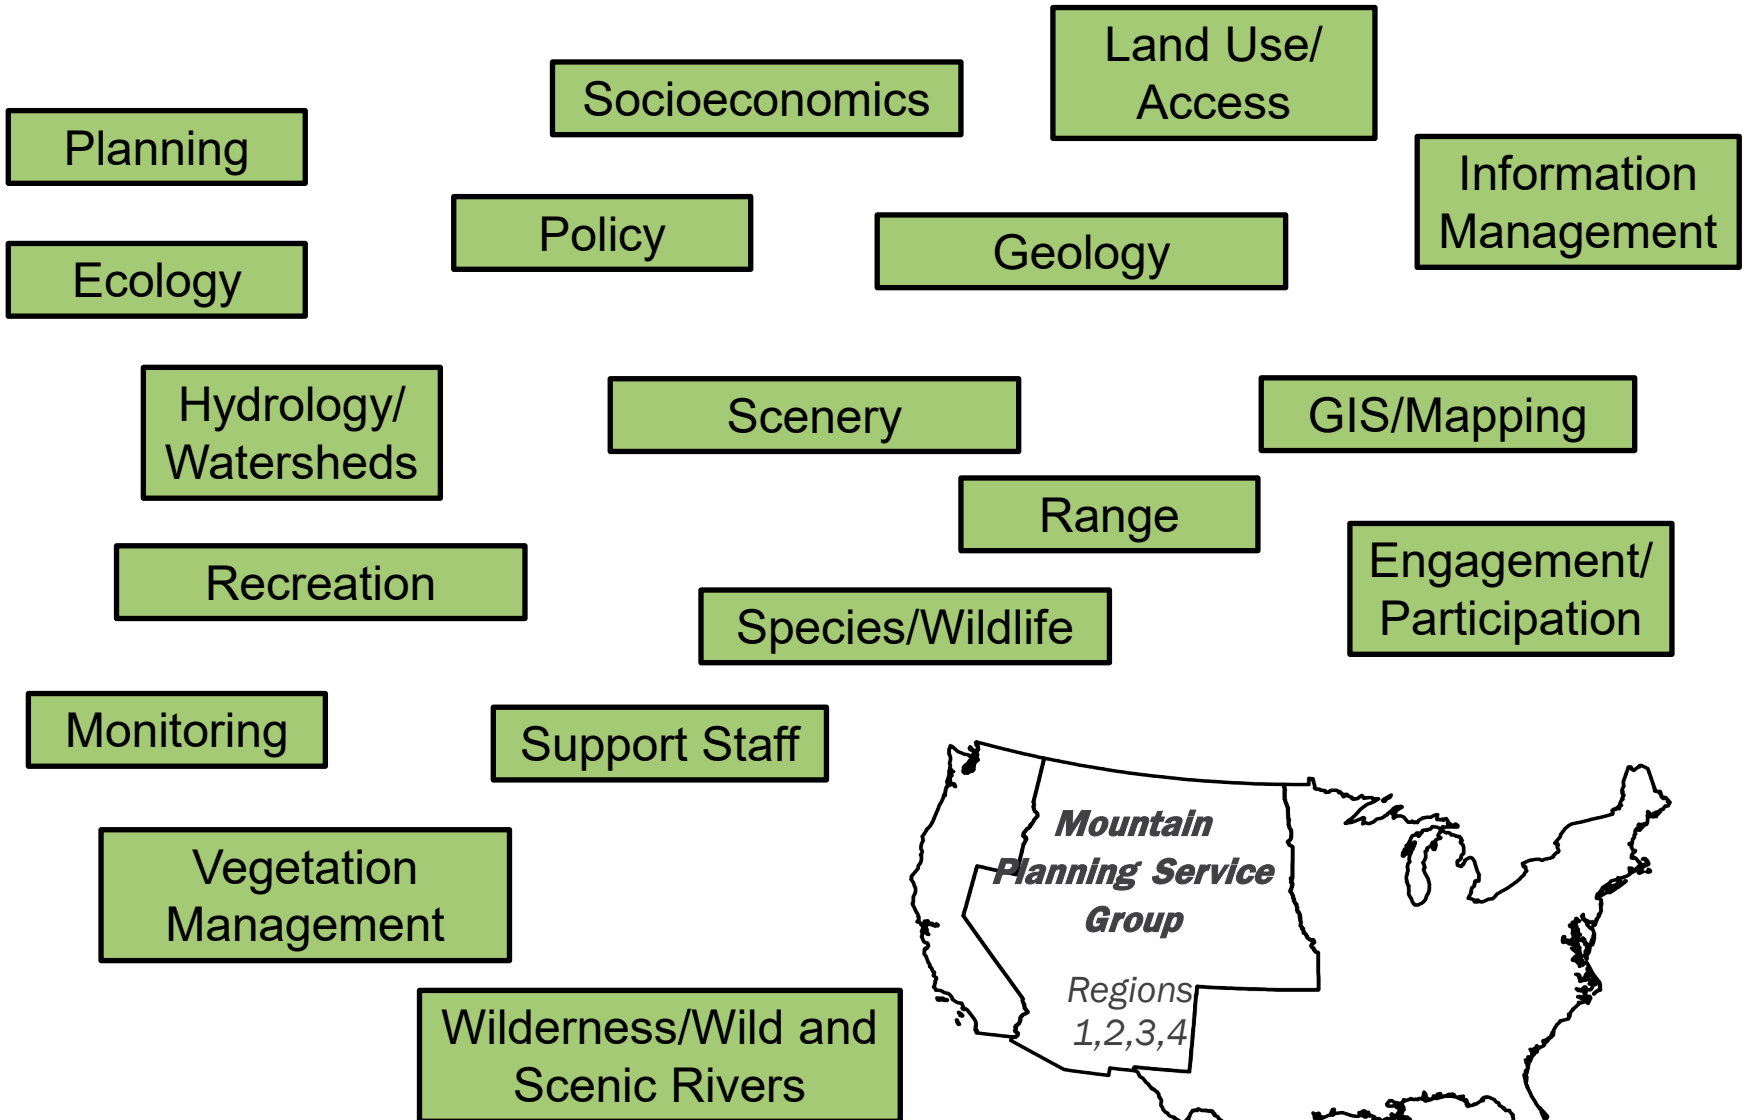 Land Use/
Access
Socioeconomics
Planning
Information
Management
Policy
Geology
Ecology
Hydrology/
Watersheds
Scenery
GIS/Mapping
Range
Engagement/
Participation
Recreation
Species/Wildlife
Monitoring
Support Staff
Mountain
Planning Service
Group
Vegetation
Management
Regions
1,2,3,4
Wilderness/Wild and
Scenic Rivers